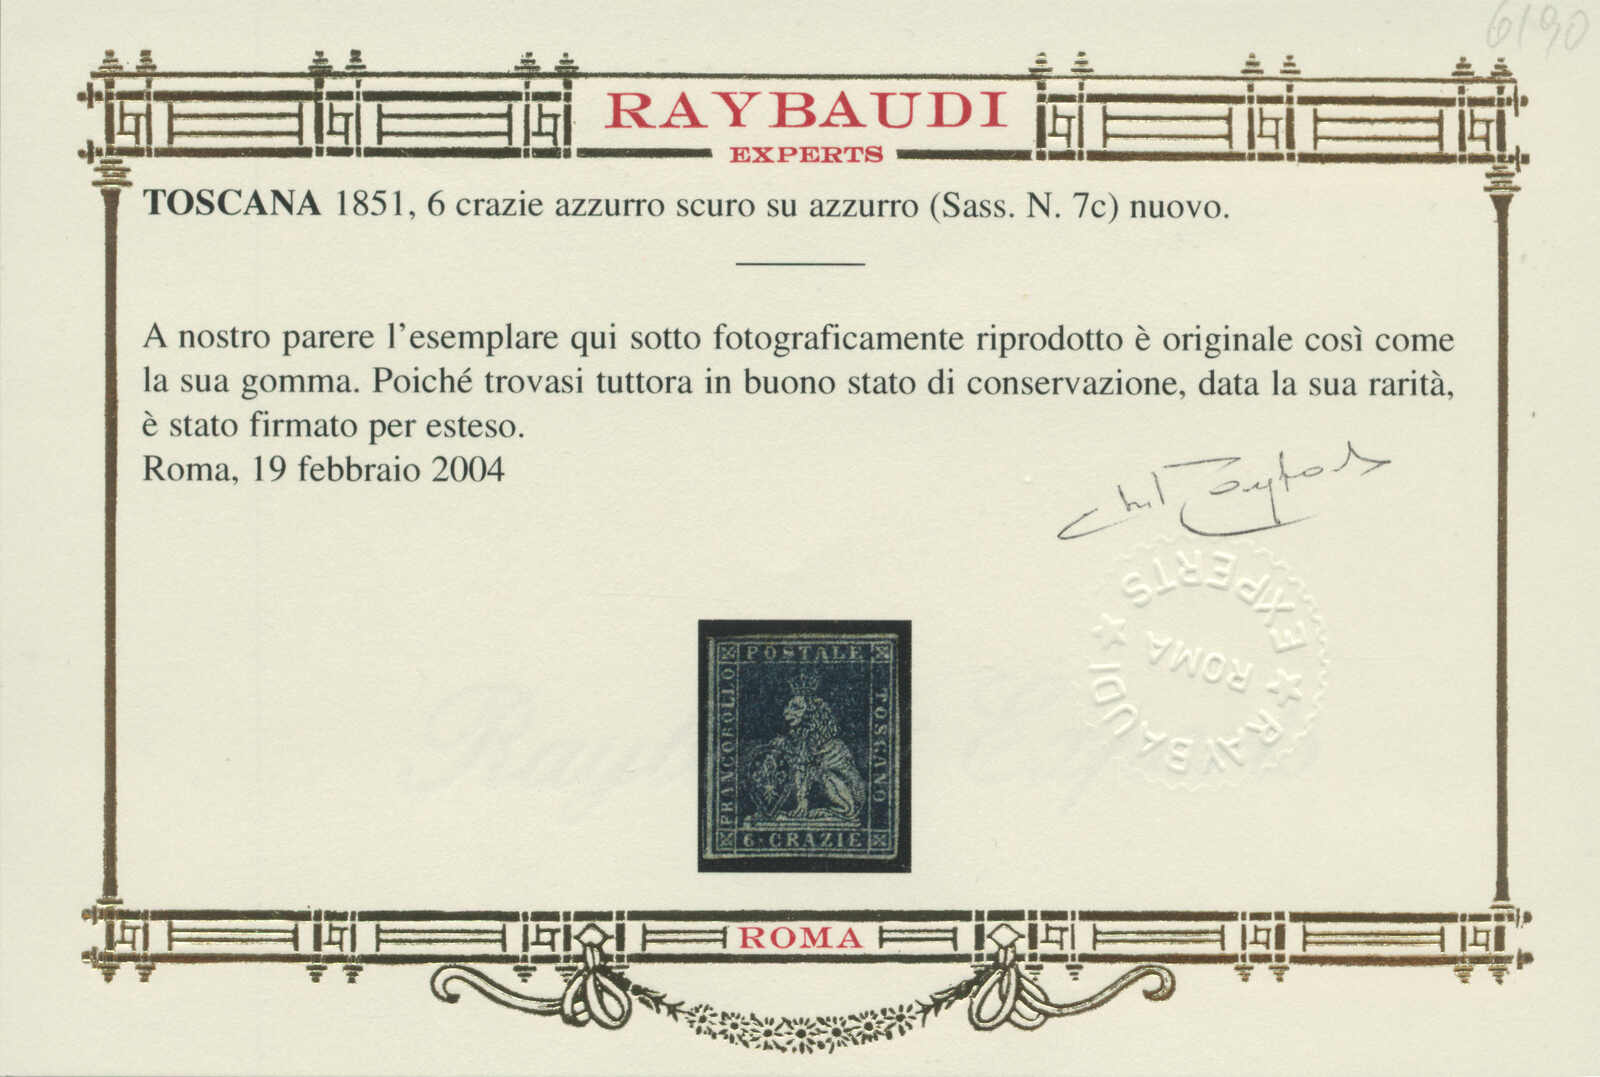 6190
RAYBAUDI
EXPERTS
TOSCANA 1851, 6 crazie azzurro scuro su azzurro (Sass. N. 7c) nuovo.
A nostro parere l'esemplare qui sotto fotograficamente riprodotto è originale così come
la sua gomma. Poiché trovasi tuttora in buono stato di conservazione, data la sua rarità,
è stato firmato per esteso.
Roma, 19 febbraio 2004
RAYBAUDI ★ EXPERTS ★
ROMA
POSTALE
FRANCOBOLLO
TOSCANO
6·CRAZIE
ROMA